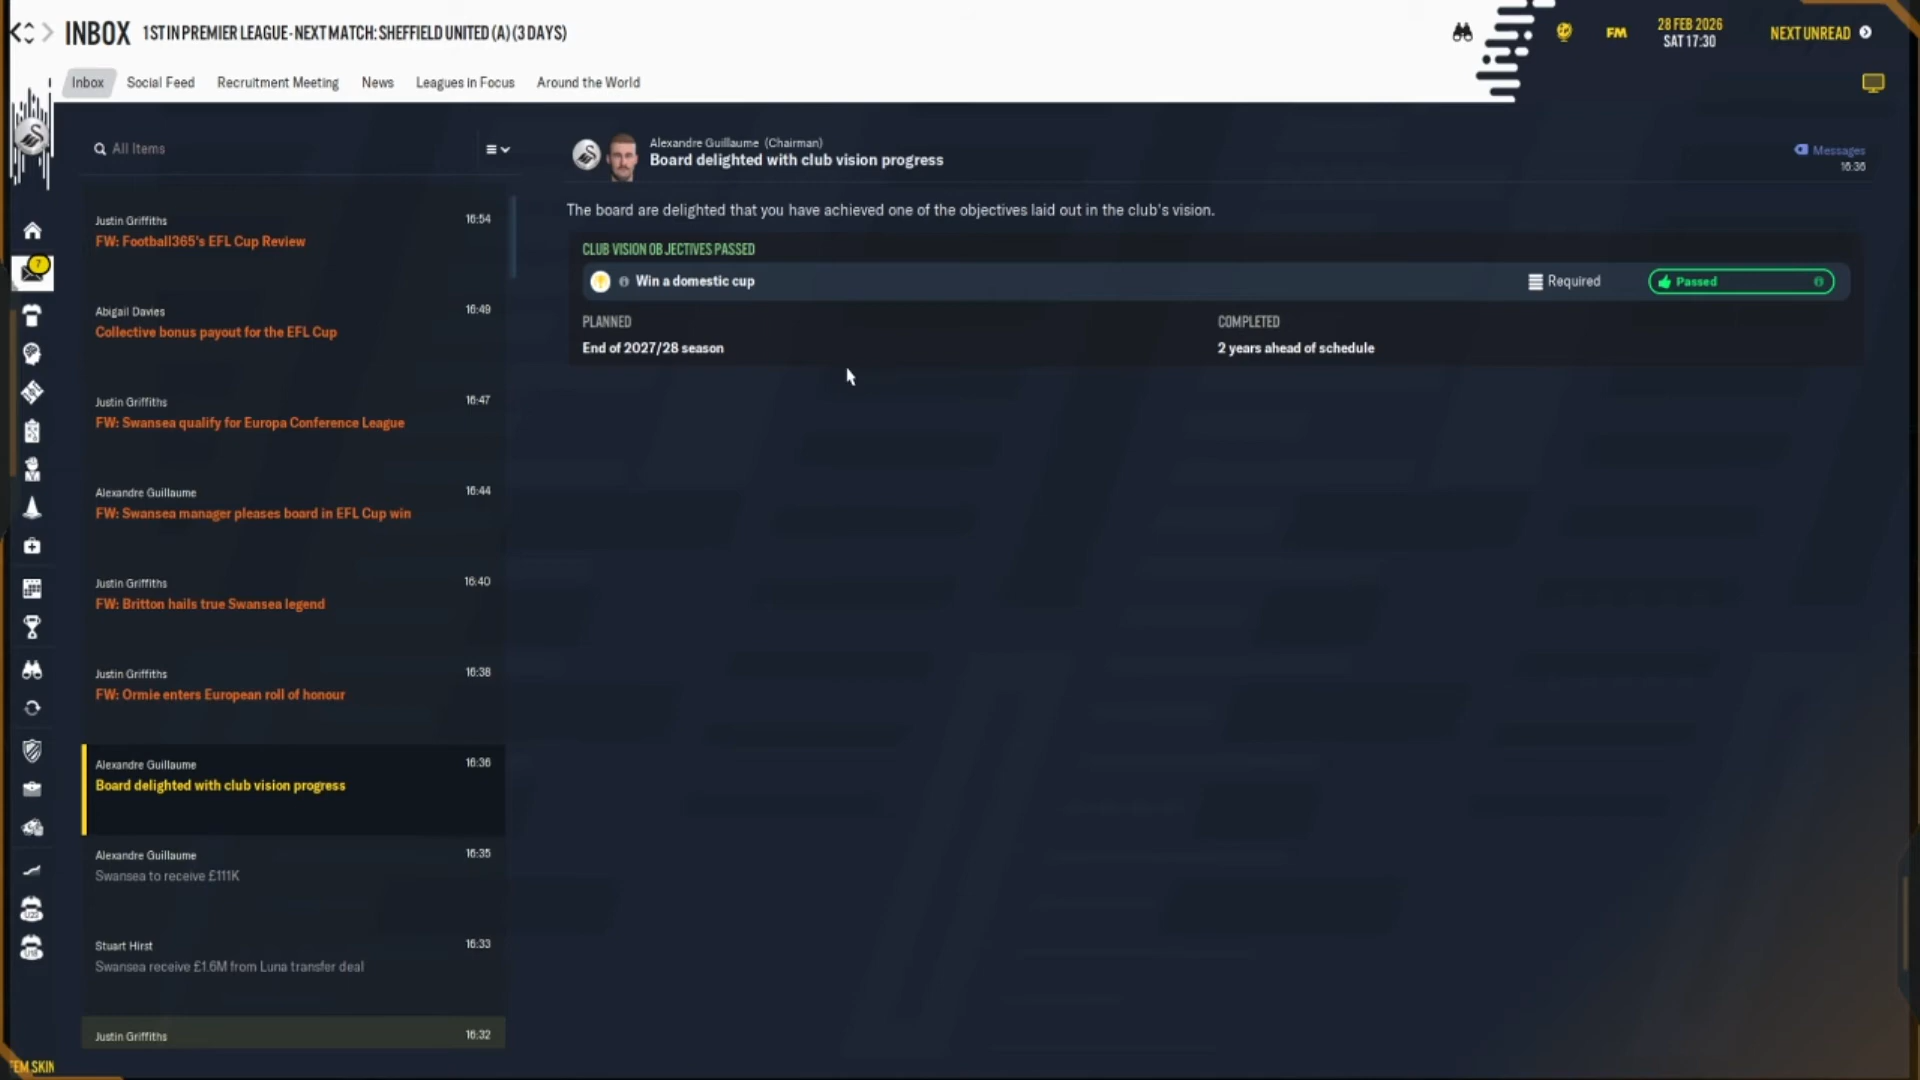 INBOX
1ST IN PREMIER LEAGUE - NEXT MATCH: SHEFFIELD UNITED (A) (3 DAYS)
FM
28 FEB 2026
SAT 17:30
NEXT UNREAD
Inbox
Social Feed
Recruitment Meeting
News
Leagues in Focus
Around the World
All Items
7
Justin Griffiths
16:54
FW: Football365's EFL Cup Review
Abigail Davies
16:49
Collective bonus payout for the EFL Cup
Justin Griffiths
16:47
FW: Swansea qualify for Europa Conference League
Alexandre Guillaume
16:44
FW: Swansea manager pleases board in EFL Cup win
Justin Griffiths
16:40
FW: Britton hails true Swansea legend
Justin Griffiths
16:38
FW: Ormie enters European roll of honour
Alexandre Guillaume
16:36
Board delighted with club vision progress
Alexandre Guillaume
16:35
Swansea to receive £111K
Stuart Hirst
16:33
Swansea receive £1.6M from Luna transfer deal
Justin Griffiths
16:32
Alexandre Guillaume (Chairman)
Board delighted with club vision progress
Messages
16:36
The board are delighted that you have achieved one of the objectives laid out in the club's vision.
CLUB VISION OBJECTIVES PASSED
Win a domestic cup
Required
Passed
PLANNED
COMPLETED
End of 2027/28 season
2 years ahead of schedule
U18